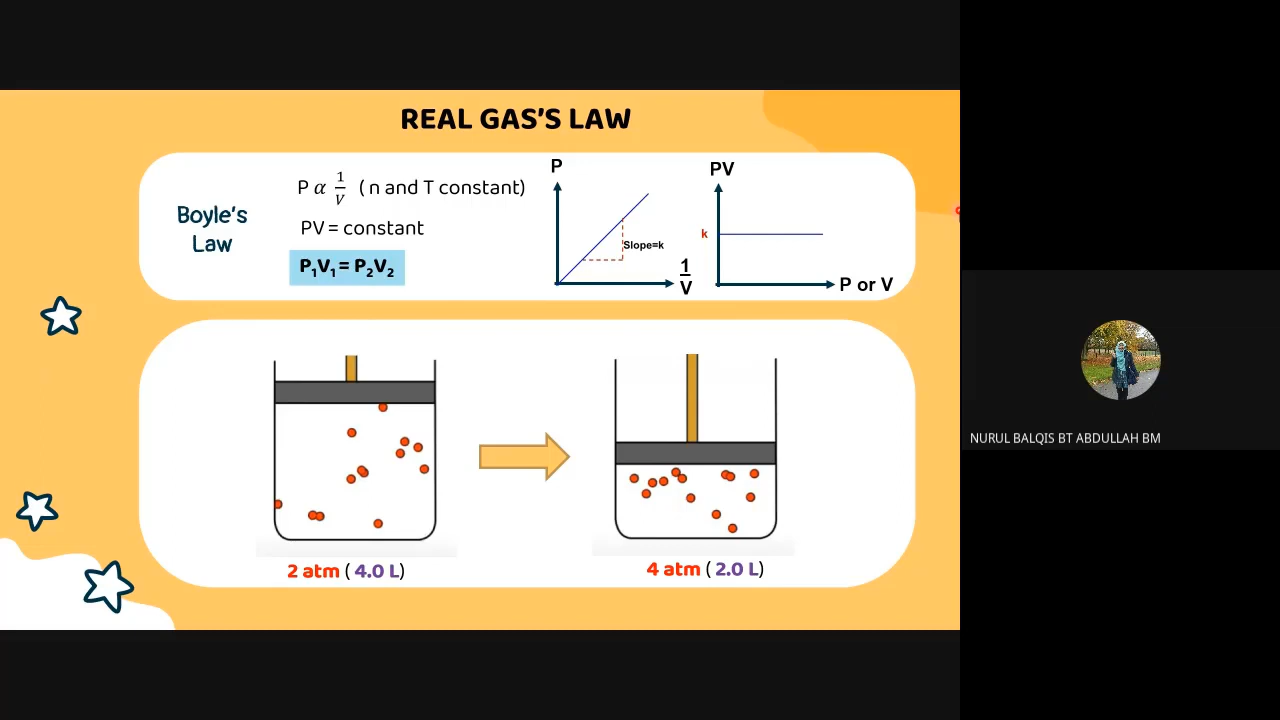 REAL GAS'S LAW
Boyle's
Law
P α 1/V ( n and T constant)
PV = constant
P₁V₁ = P₂V₂
P
Slope=k
1
V
PV
k
P or V
2 atm ( 4.0 L)
4 atm ( 2.0 L)
NURUL BALQIS BT ABDULLAH BM